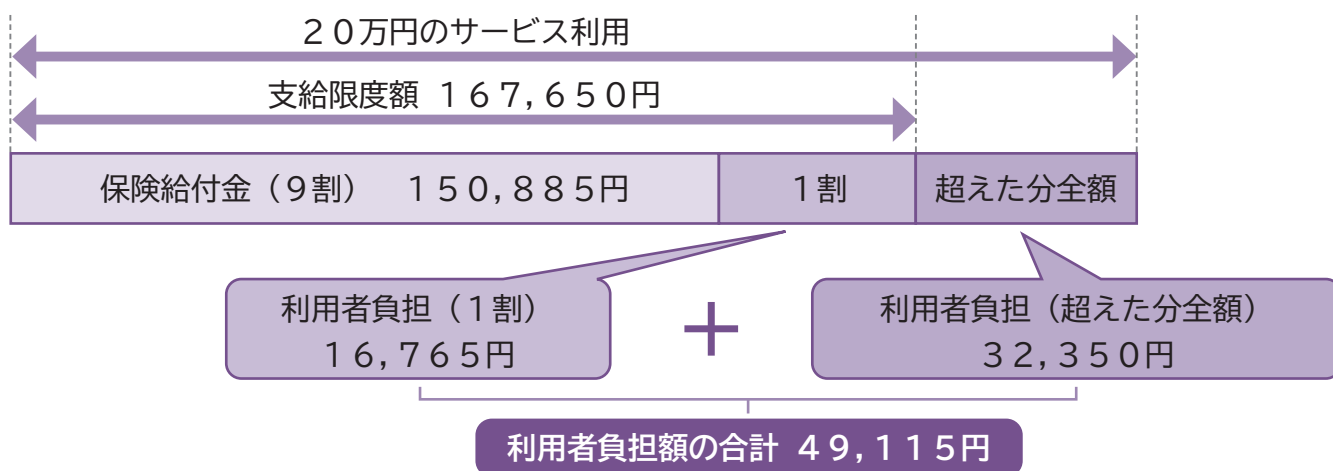 ２０万円のサービス利用
支給限度額 １６７,６５０円
保険給付金（９割） １５０,８８５円
１割
超えた分全額
利用者負担（１割）
１６,７６５円
＋
利用者負担（超えた分全額）
３２,３５０円
利用者負担額の合計 ４９,１１５円